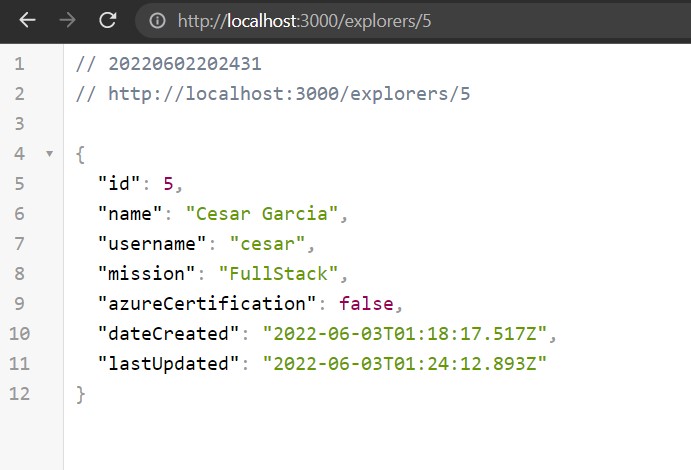 http://localhost:3000/explorers/5
1 // 20220602202431
2 // http://localhost:3000/explorers/5
3
4 {
5 "id": 5,
6 "name": "Cesar Garcia",
7 "username": "cesar",
8 "mission": "FullStack",
9 "azureCertification": false,
10 "dateCreated": "2022-06-03T01:18:17.517Z",
11 "lastUpdated": "2022-06-03T01:24:12.893Z"
12 }